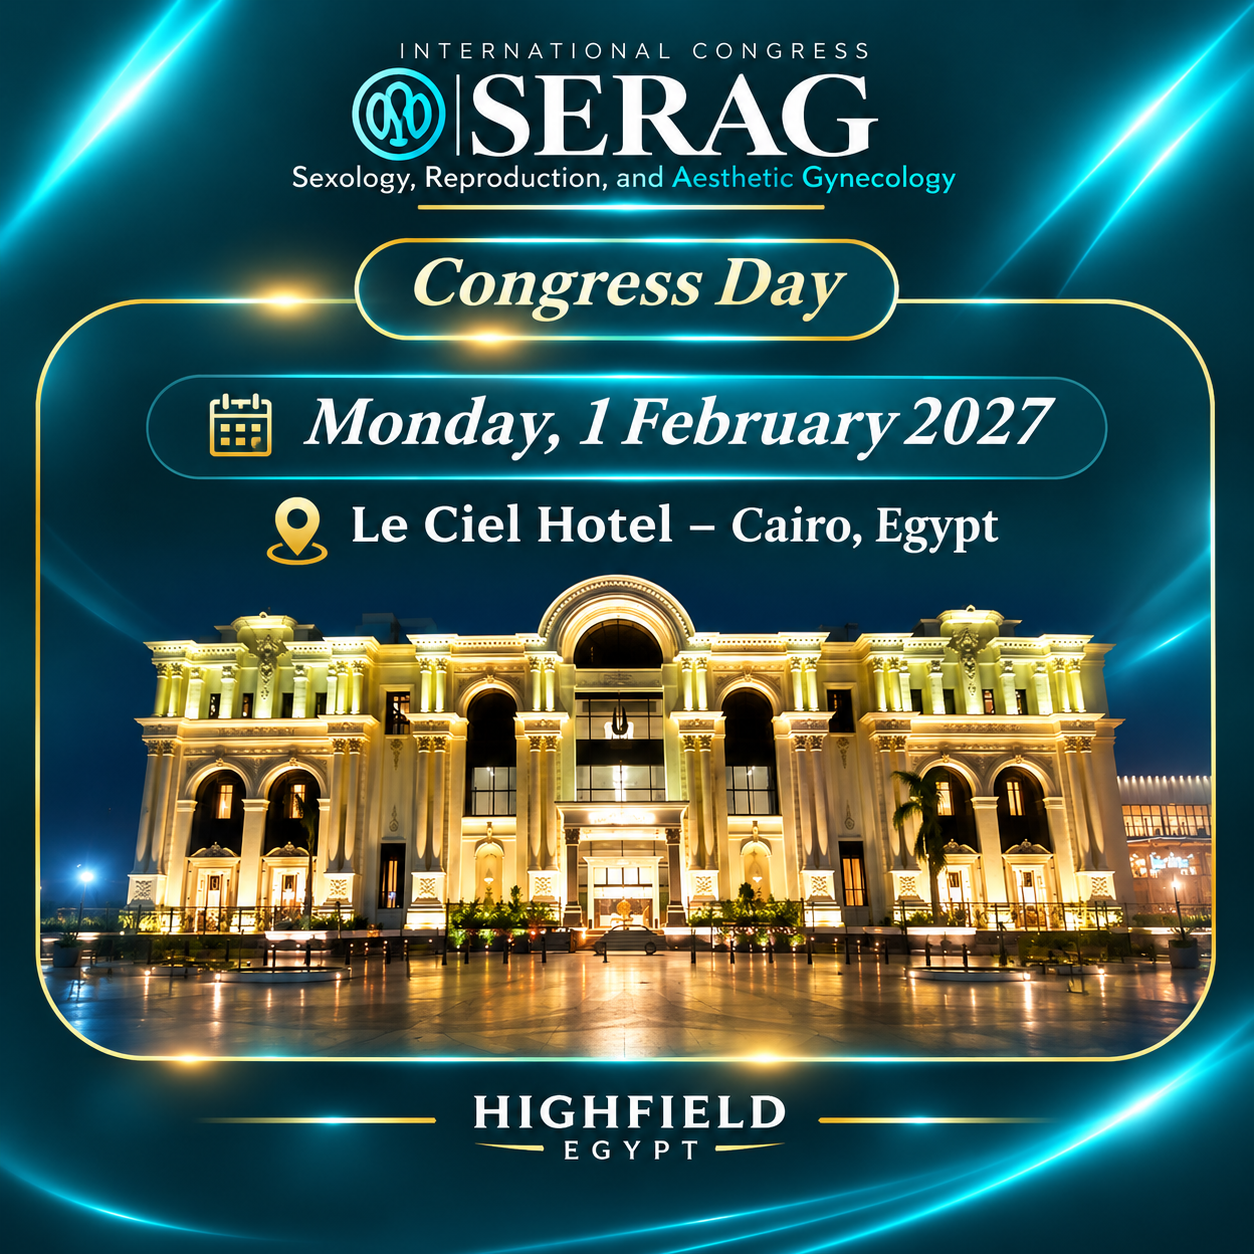 INTERNATIONAL CONGRESS
SERAG
Sexology, Reproduction, and Aesthetic Gynecology
Congress Day
Monday, 1 February 2027
Le Ciel Hotel – Cairo, Egypt
HIGHFIELD
EGYPT